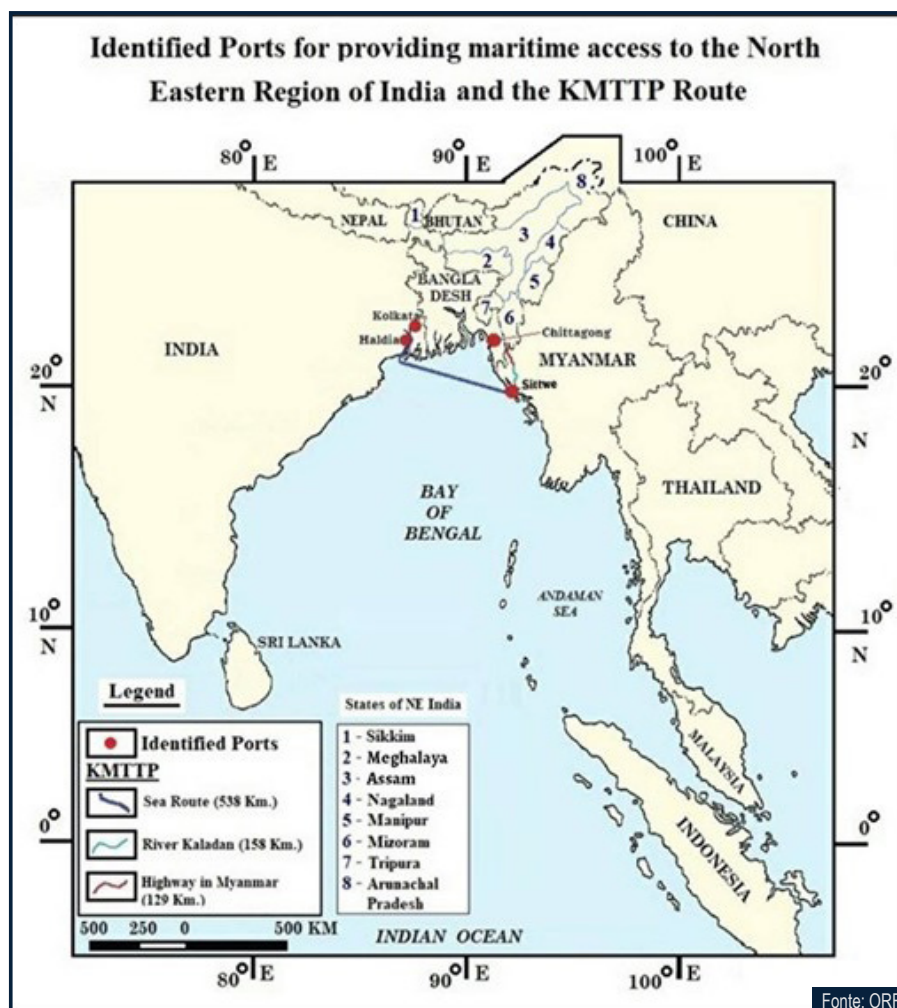 Identified Ports for providing maritime access to the North
Eastern Region of India and the KMTTP Route
80° E
90° E
100° E
8
NEPAL
1
BHUTAN
3
4
CHINA
2
5
BANGLA
DESH
7
6
Kolkata
Haldia
Chittagong
INDIA
MYANMAR
20°
N
Sittwe
20°
N
THAILAND
BAY
OF
BENGAL
ANDAMAN
SEA
10°
N
10°
N
SRI LANKA
MALAYSIA
INDONESIA
0°
0°
Legend
Identified Ports
KMTTP
Sea Route (538 Km.)
River Kaladan (158 Km.)
Highway in Myanmar
(129 Km.)
500 250 0 500 KM
States of NE India
1 - Sikkim
2 - Meghalaya
3 - Assam
4 - Nagaland
5 - Manipur
6 - Mizoram
7 - Tripura
8 - Arunachal
Pradesh
INDIAN OCEAN
80° E
90° E
100° E
Fonte: ORF